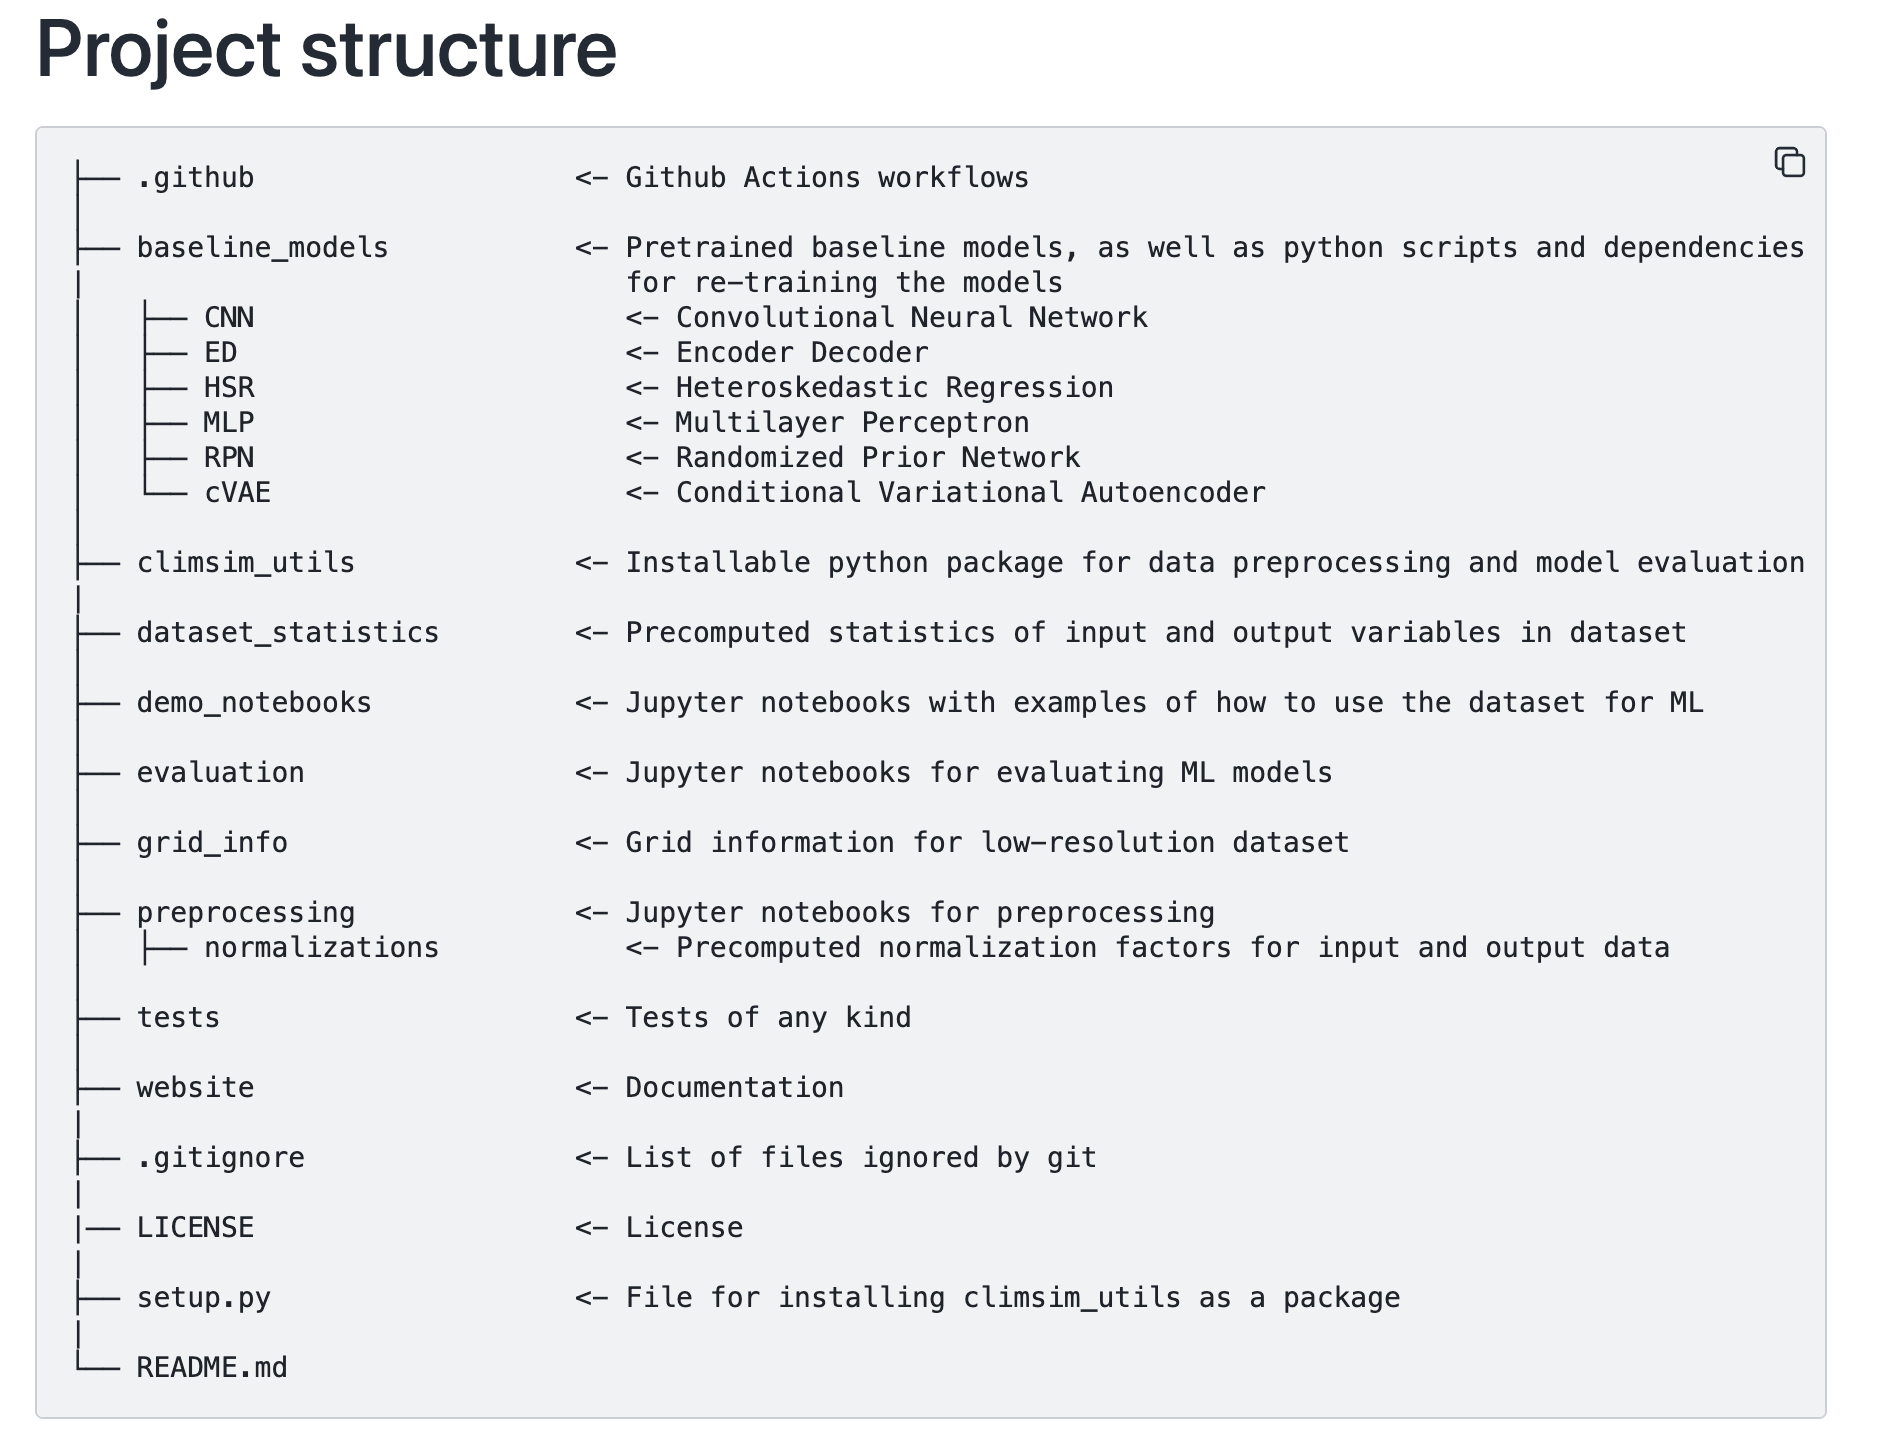 Project structure
├── .github                   <- Github Actions workflows
│
├── baseline_models           <- Pretrained baseline models, as well as python scripts and dependencies
|                                for re-training the models
│   ├── CNN                      <- Convolutional Neural Network
│   ├── ED                       <- Encoder Decoder
│   ├── HSR                      <- Heteroskedastic Regression
│   ├── MLP                      <- Multilayer Perceptron
│   ├── RPN                      <- Randomized Prior Network
│   └── cVAE                     <- Conditional Variational Autoencoder
│
├── climsim_utils             <- Installable python package for data preprocessing and model evaluation
|
├── dataset_statistics        <- Precomputed statistics of input and output variables in dataset
│
├── demo_notebooks            <- Jupyter notebooks with examples of how to use the dataset for ML
│
├── evaluation                <- Jupyter notebooks for evaluating ML models
│
├── grid_info                 <- Grid information for low-resolution dataset
│
├── preprocessing             <- Jupyter notebooks for preprocessing
│   ├── normalizations           <- Precomputed normalization factors for input and output data
│
├── tests                     <- Tests of any kind
│
├── website                   <- Documentation
|
├── .gitignore                <- List of files ignored by git
|
|── LICENSE                   <- License
|
├── setup.py                  <- File for installing climsim_utils as a package
|
└── README.md